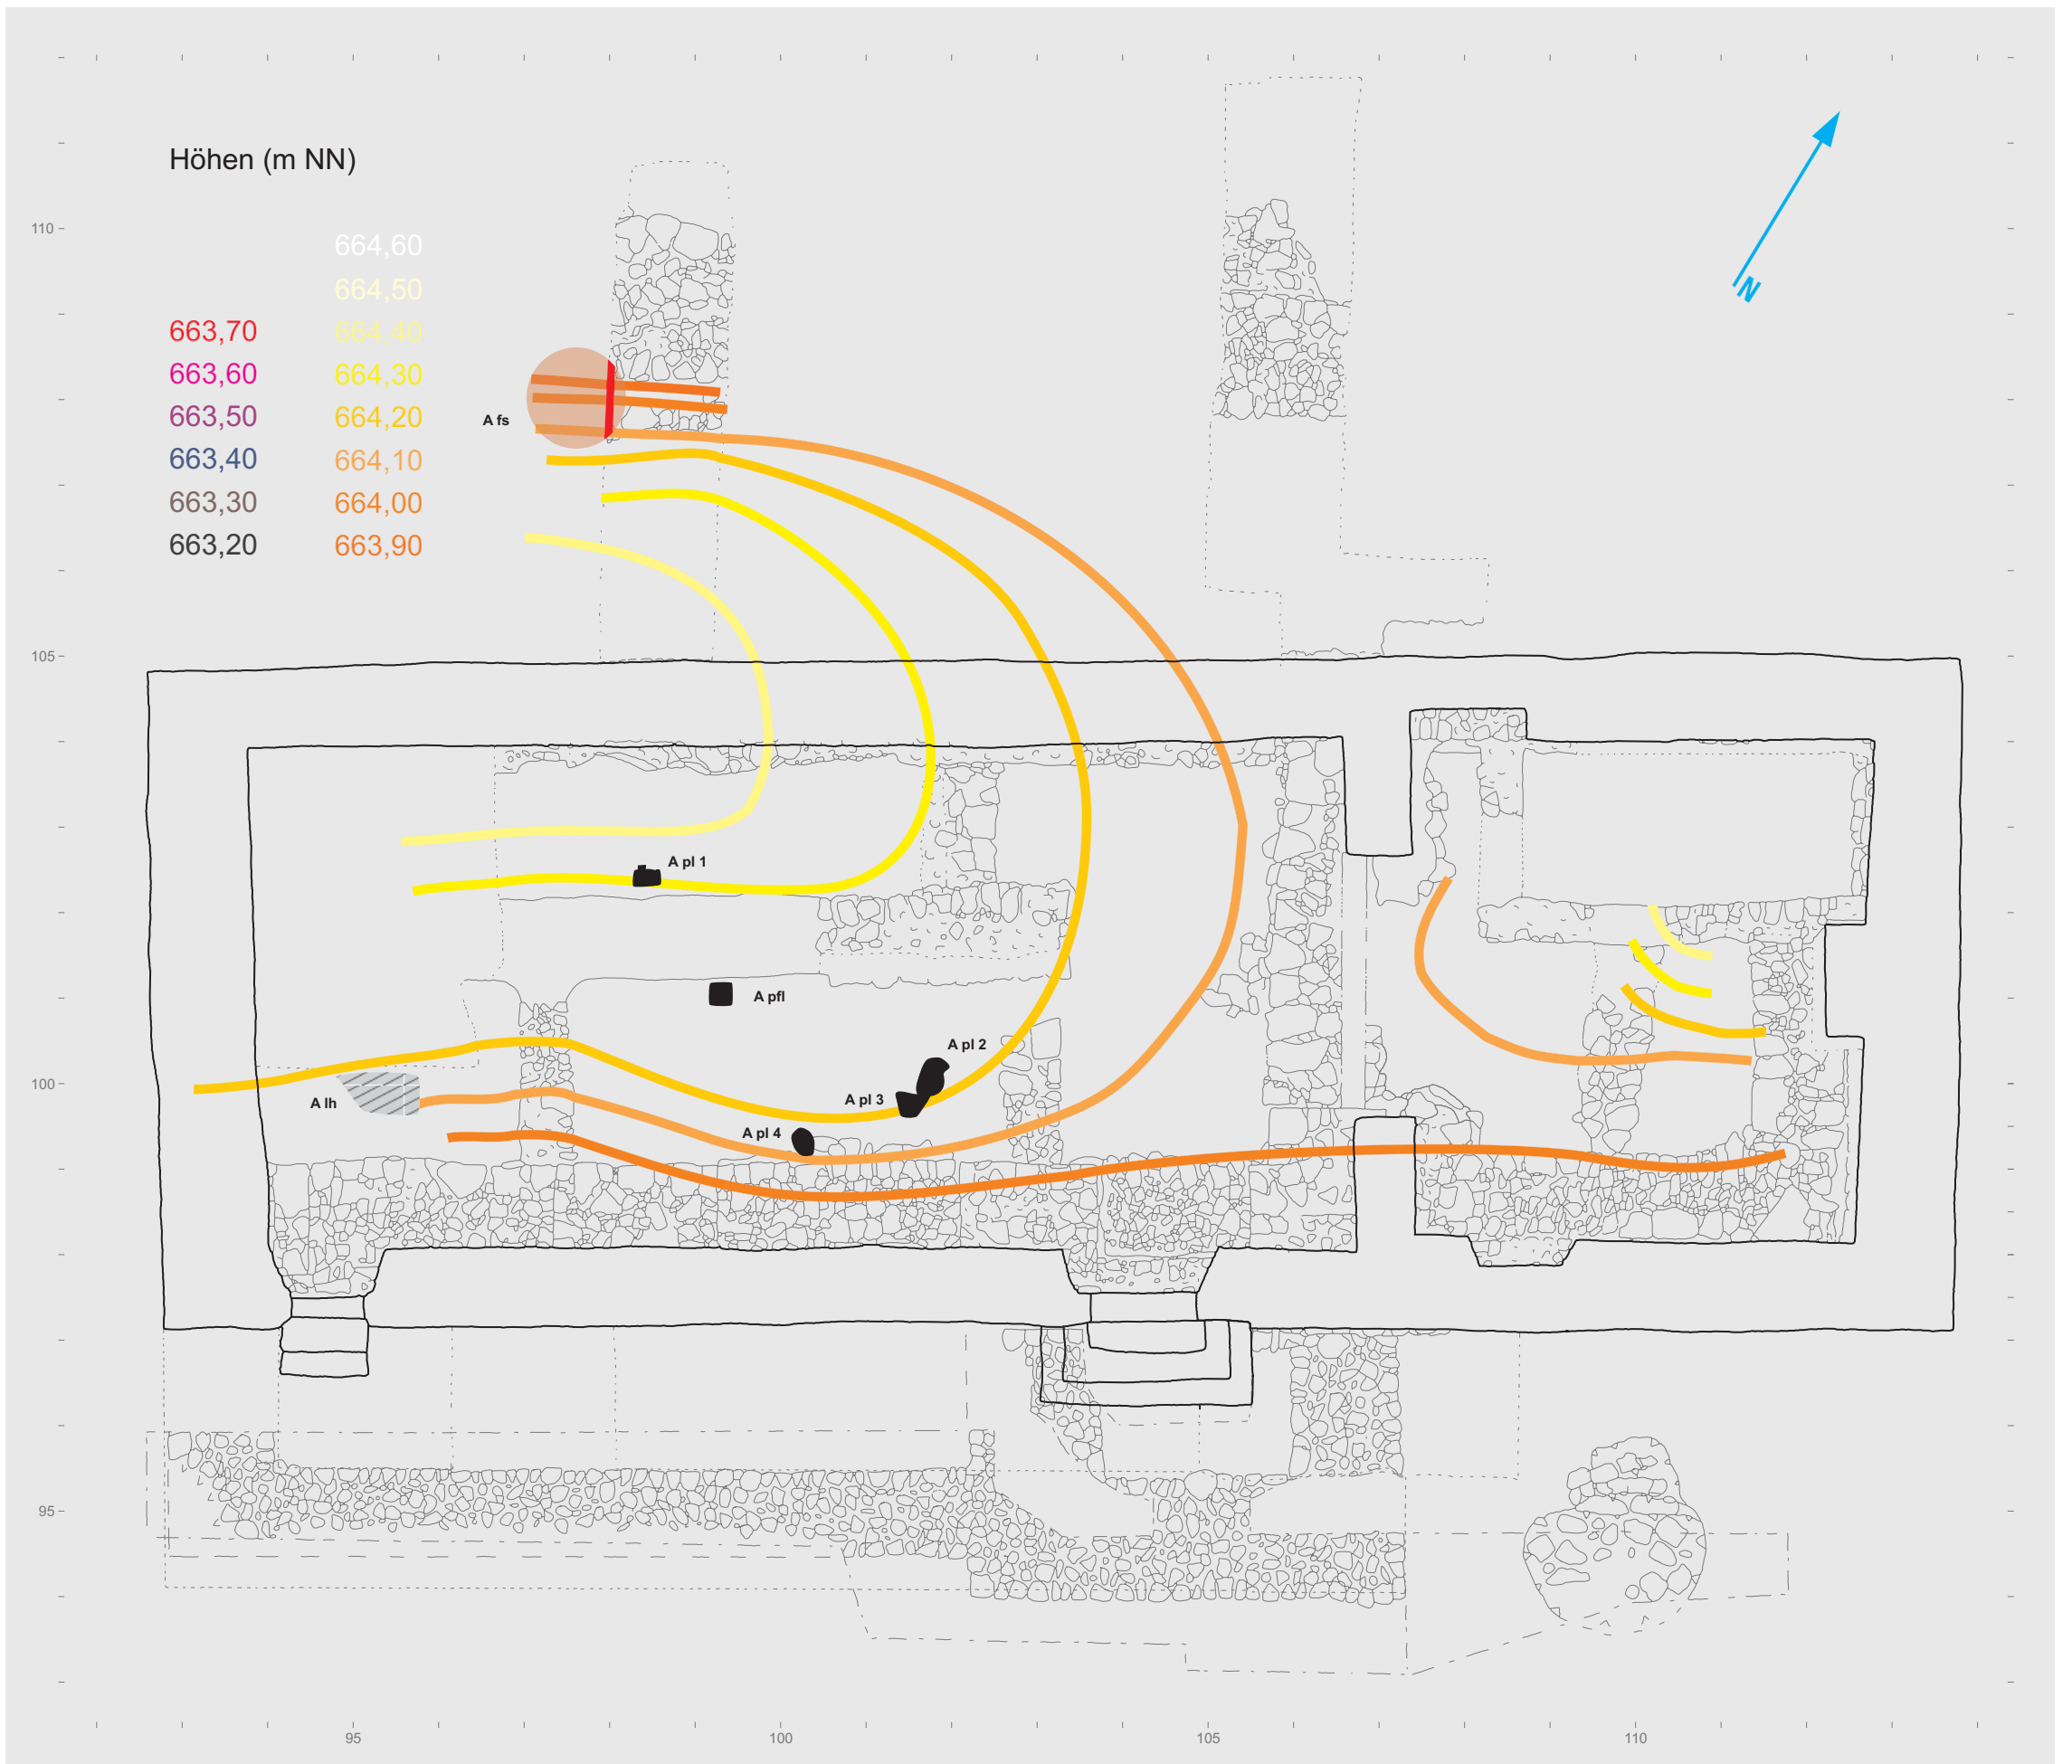 Höhen (m NN)
664,60
664,50
663,70 664,40
663,60 664,30
663,50 664,20
663,40 664,10
663,30 664,00
663,20 663,90
N
110
105
100
95
A fs
A pl 1
A pfl
A pl 2
A pl 3
A lh
A pl 4
95 100 105 110